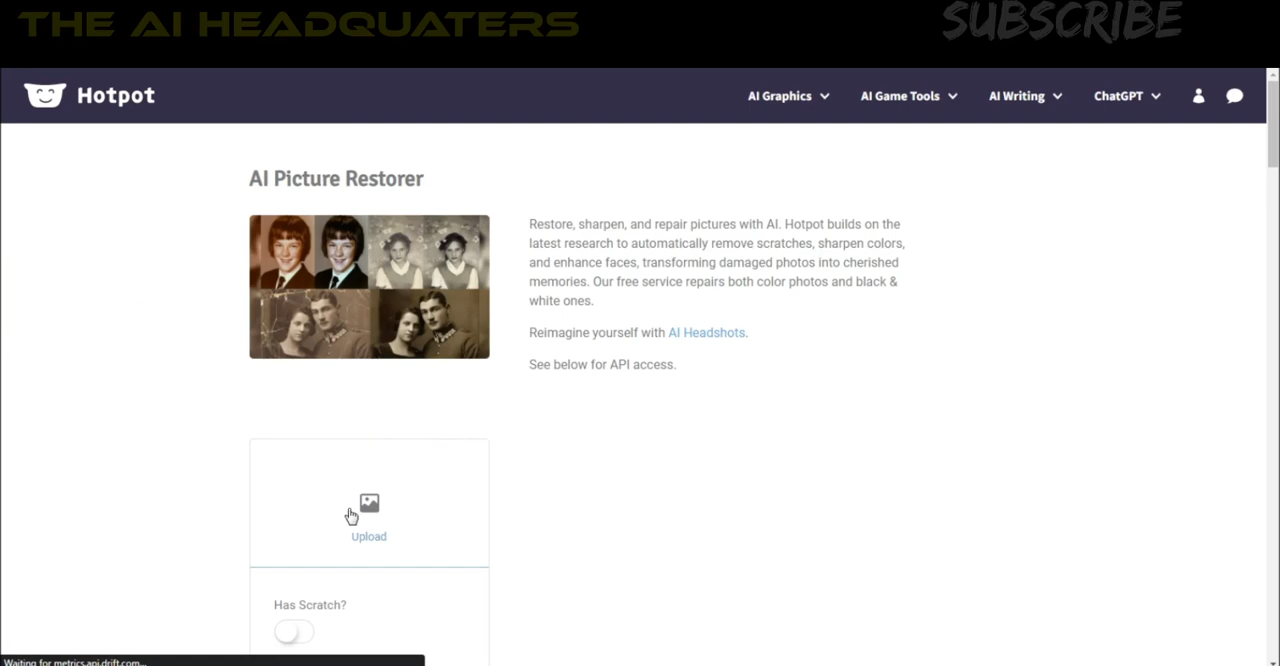 THE AI HEADQUATERS
SUBSCRIBE
Hotpot
AI Graphics
AI Game Tools
AI Writing
ChatGPT
AI Picture Restorer
Restore, sharpen, and repair pictures with AI. Hotpot builds on the
latest research to automatically remove scratches, sharpen colors,
and enhance faces, transforming damaged photos into cherished
memories. Our free service repairs both color photos and black &
white ones.
Reimagine yourself with AI Headshots.
See below for API access.
Upload
Has Scratch?
Waiting for metrics.api.drift.com...